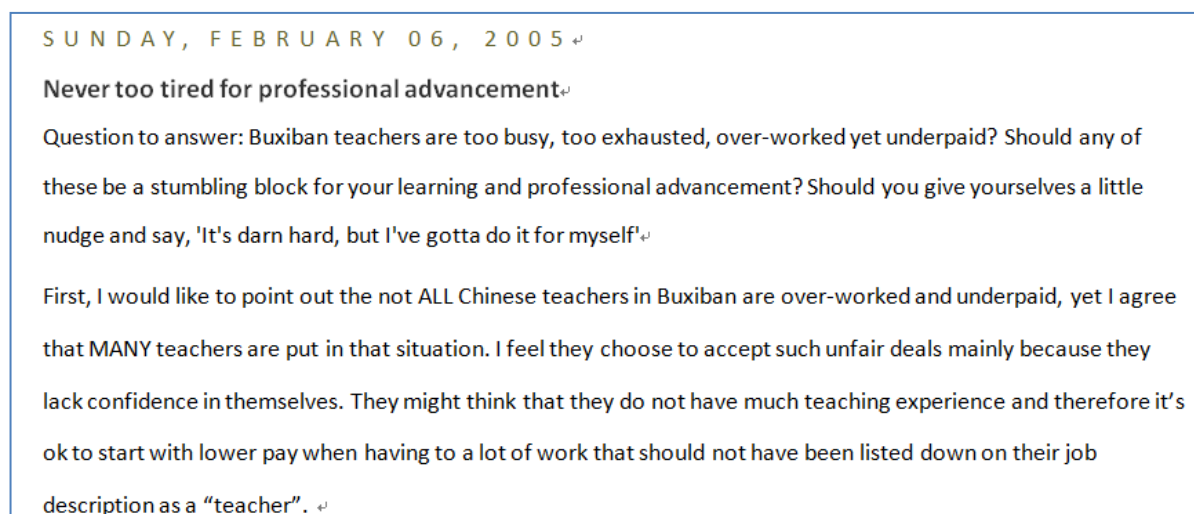 SUNDAY, FEBRUARY 06, 2005
Never too tired for professional advancement
Question to answer: Buxiban teachers are too busy, too exhausted, over-worked yet underpaid? Should any of
these be a stumbling block for your learning and professional advancement? Should you give yourselves a little
nudge and say, 'It's darn hard, but I've gotta do it for myself'
First, I would like to point out the not ALL Chinese teachers in Buxiban are over-worked and underpaid, yet I agree
that MANY teachers are put in that situation. I feel they choose to accept such unfair deals mainly because they
lack confidence in themselves. They might think that they do not have much teaching experience and therefore it’s
ok to start with lower pay when having to a lot of work that should not have been listed down on their job
description as a “teacher”.